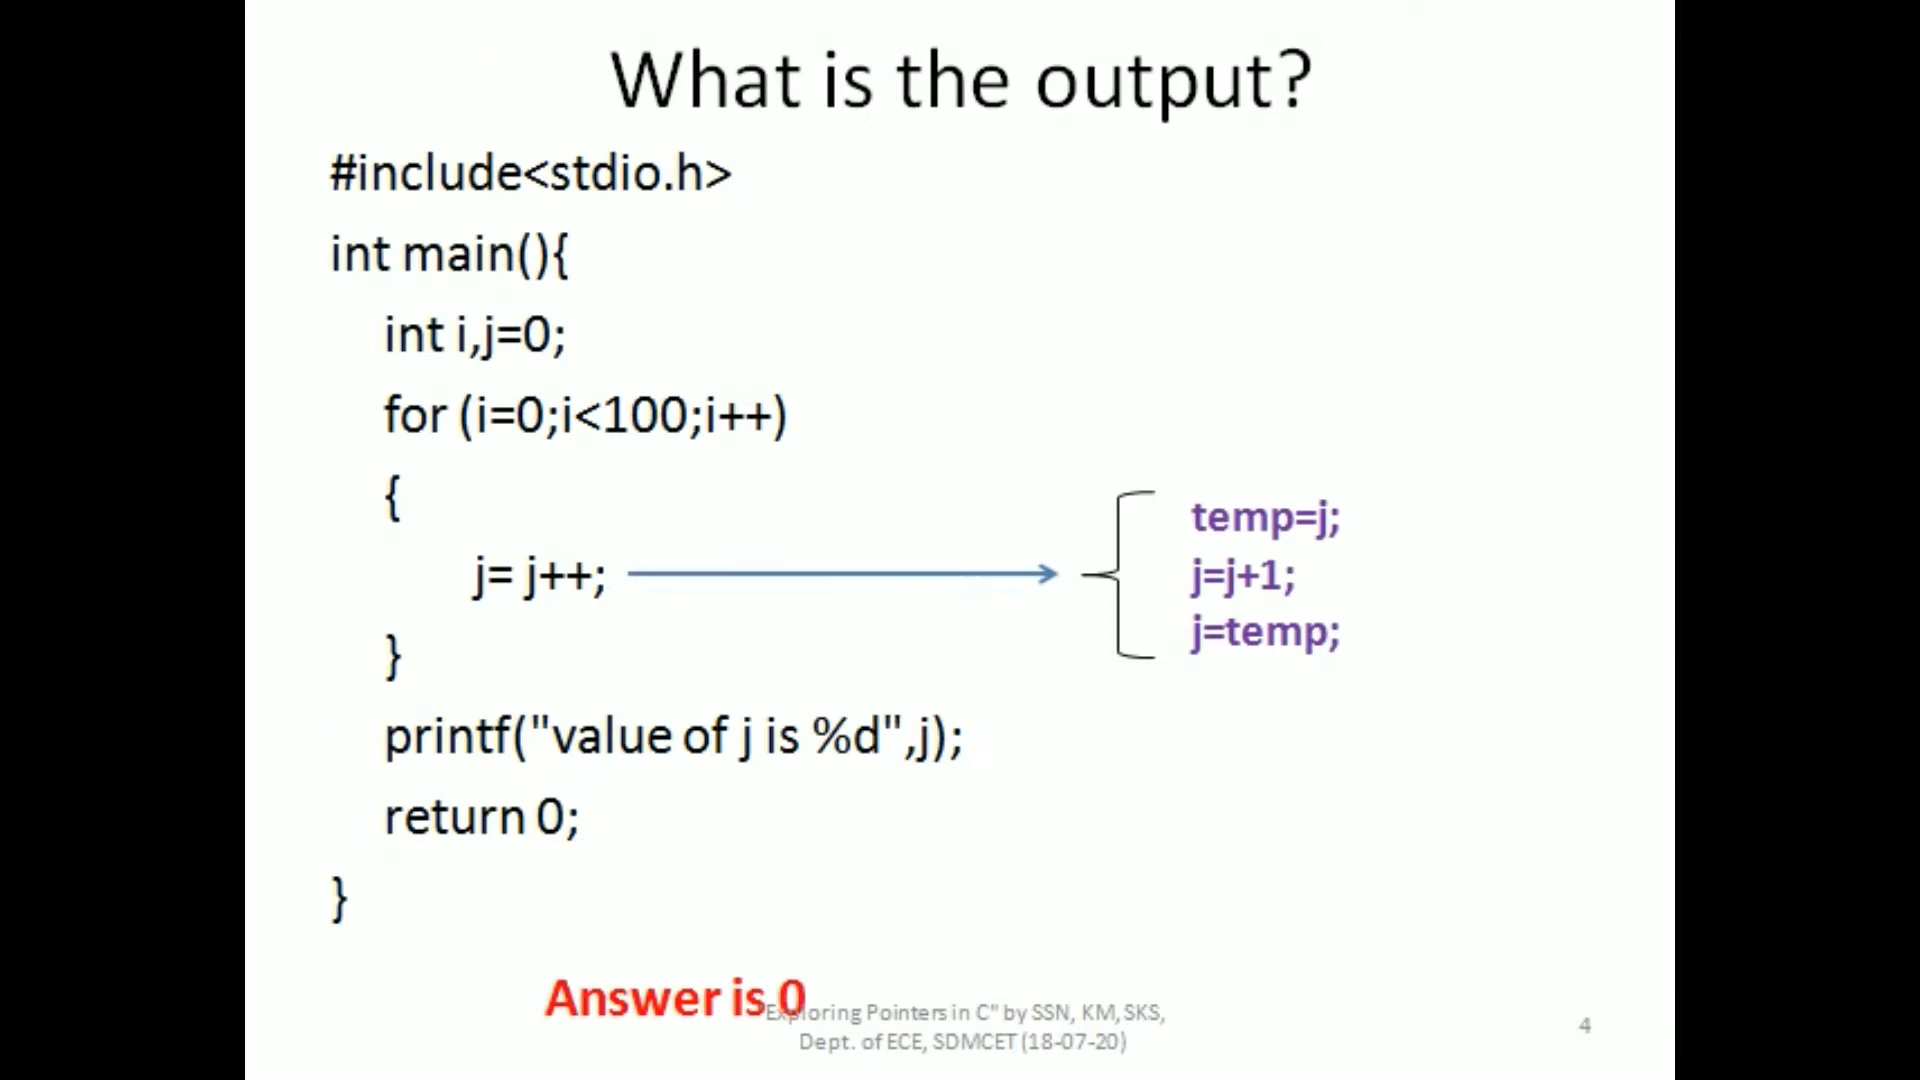 What is the output?
#include<stdio.h>
int main(){
int i,j=0;
for (i=0;i<100;i++)
{
j= j++;
temp=j;
j=j+1;
j=temp;
}
printf("value of j is %d",j);
return 0;
}
Answer is 0
"Exploring Pointers in C" by SSN, KM, SKS,
Dept. of ECE, SDMCET (18-07-20)
4